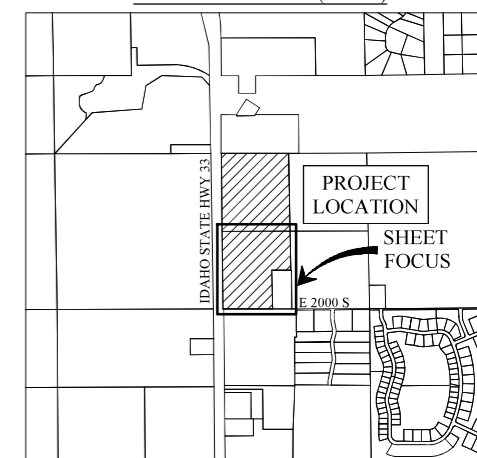 IDAHO STATE HWY 33
PROJECT
LOCATION
SHEET
FOCUS
E 2000 S